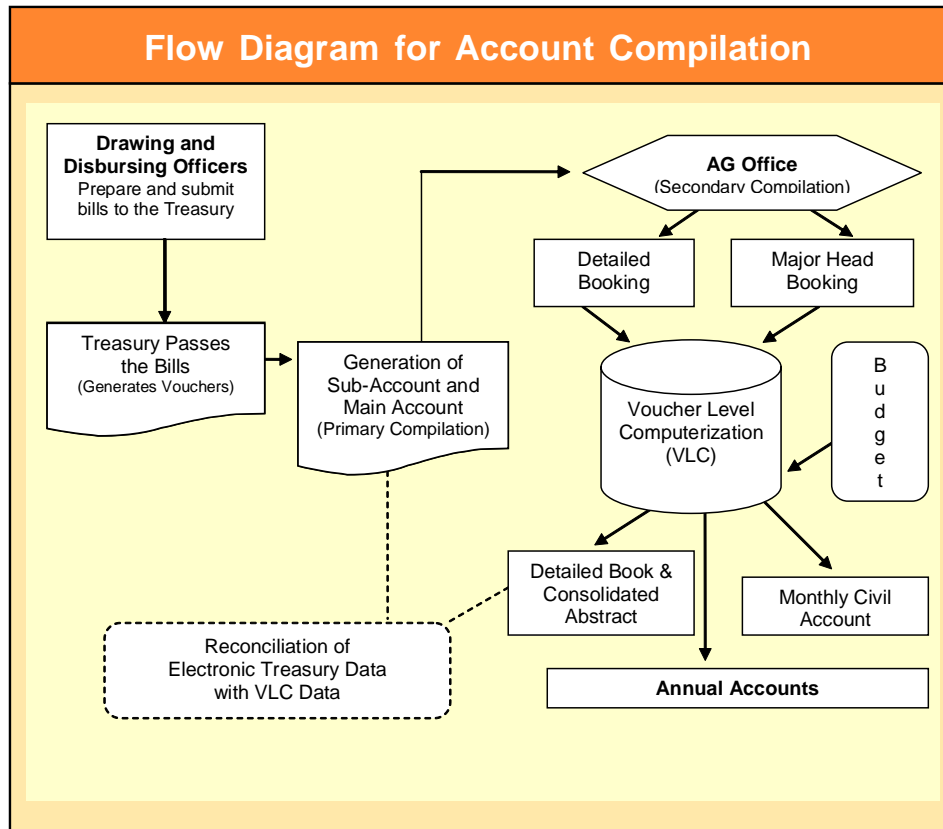 Flow Diagram for Account Compilation
Drawing and
Disbursing Officers
Prepare and submit
bills to the Treasury
Treasury Passes
the Bills
(Generates Vouchers)
Generation of
Sub-Account and
Main Account
(Primary Compilation)
AG Office
(Secondary Compilation)
Detailed
Booking
Major Head
Booking
Voucher Level
Computerization
(VLC)
B
u
d
g
e
t
Detailed Book &
Consolidated
Abstract
Monthly Civil
Account
Reconciliation of
Electronic Treasury Data
with VLC Data
Annual Accounts